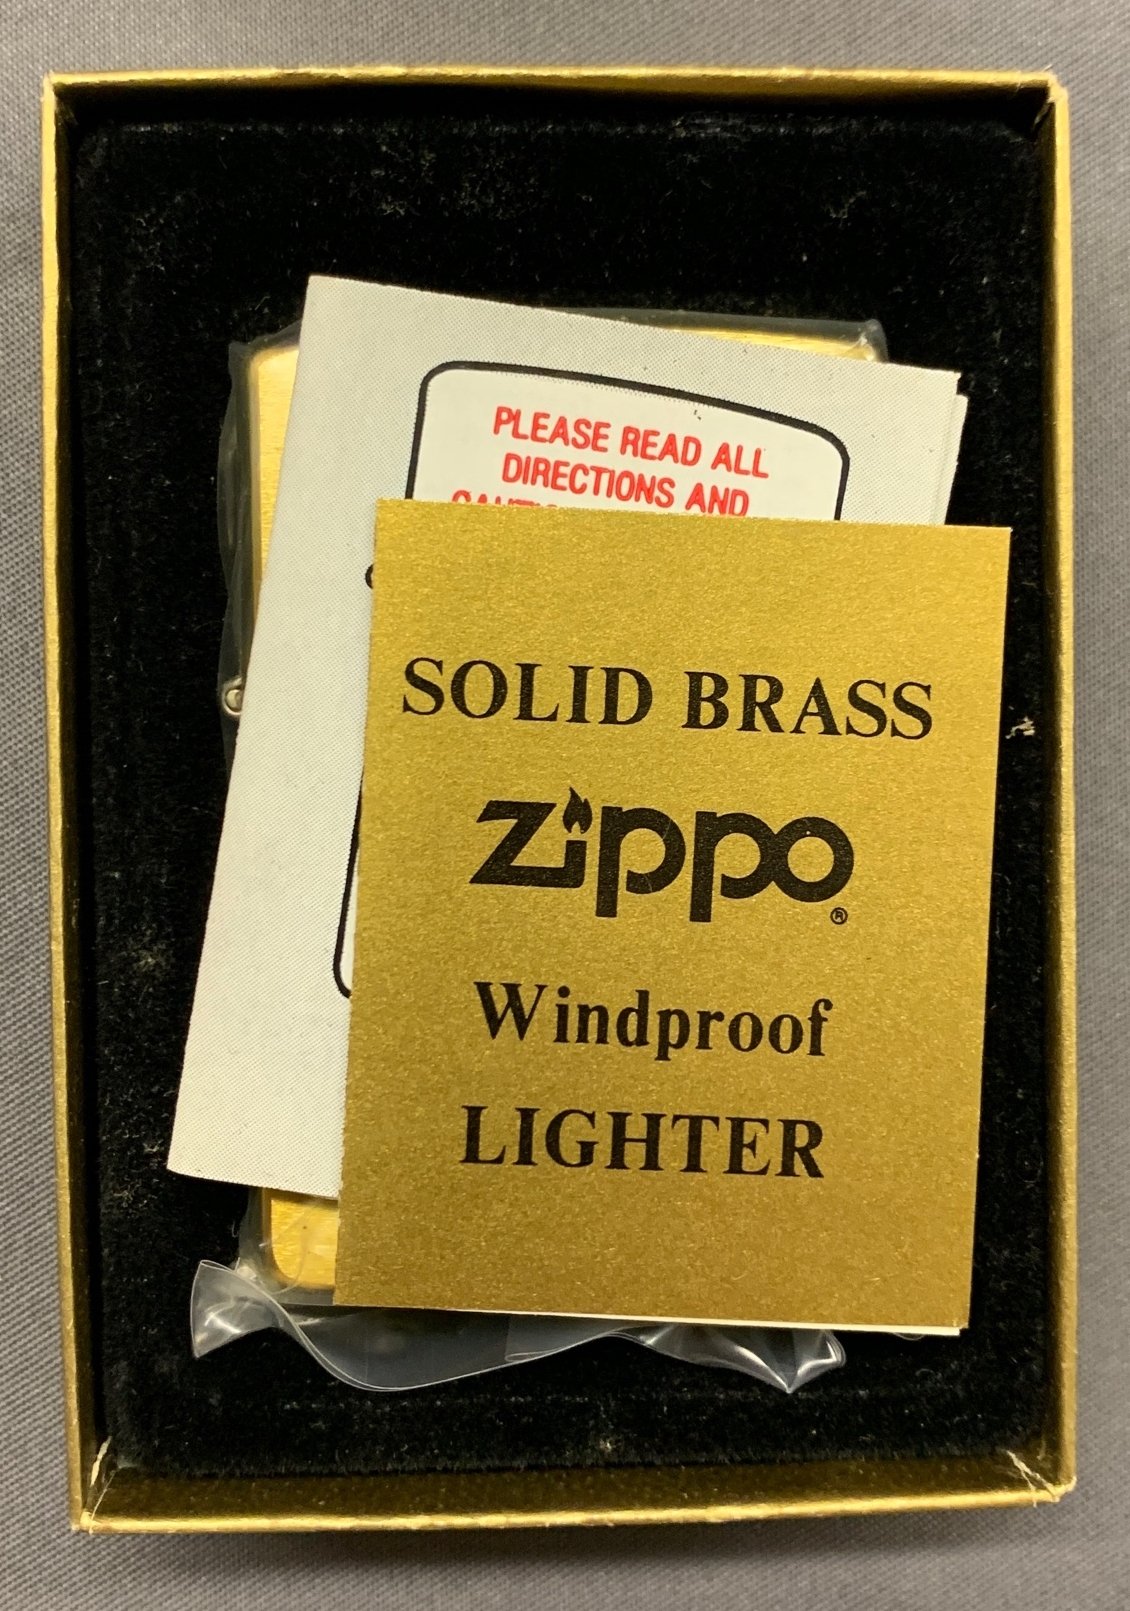 PLEASE READ ALL
DIRECTIONS AND
SOLID BRASS
zippo®
Windproof
LIGHTER